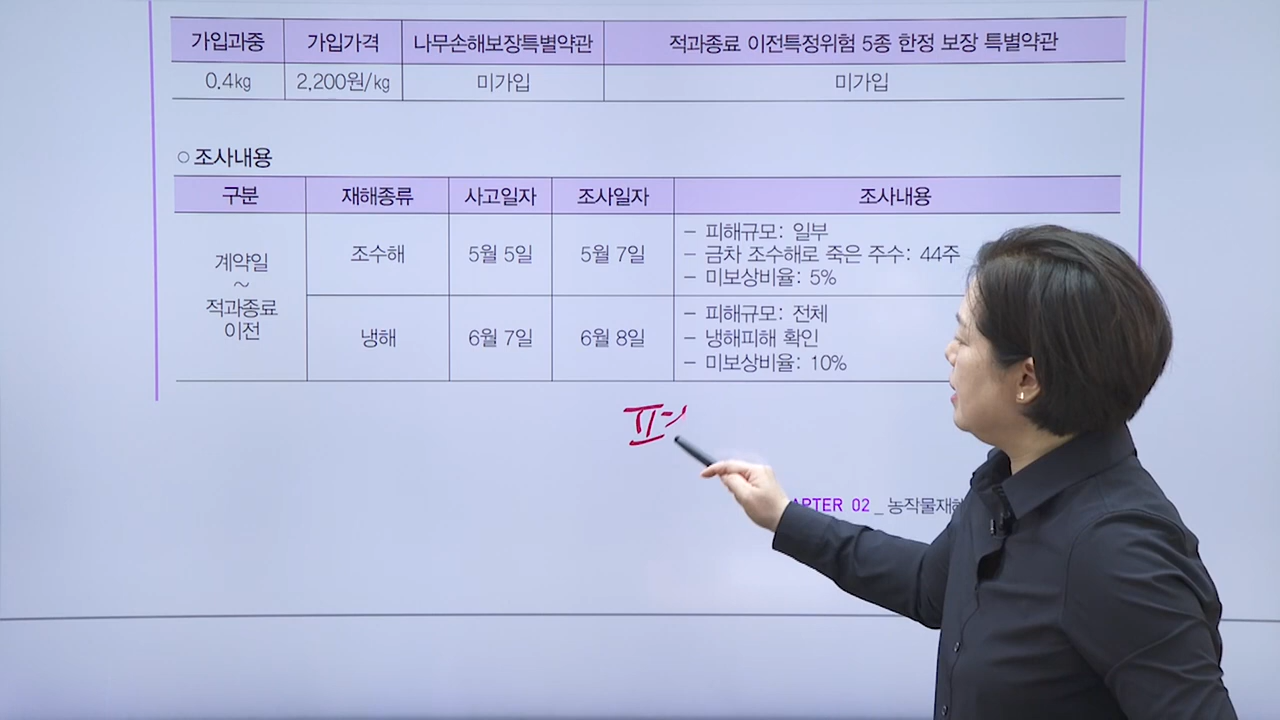 가입과중 가입가격 나무손해보장특별약관 적과종료 이전특정위험 5종 한정 보장 특별약관
0.4kg 2,200원/kg 미가입 미가입
○ 조사내용
구분 재해종류 사고일자 조사일자 조사내용
계약일
~
적과종료
이전
조수해 5월 5일 5월 7일
- 피해규모: 일부
- 금차 조수해로 죽은 주수: 44주
- 미보상비율: 5%
냉해 6월 7일 6월 8일
- 피해규모: 전체
- 냉해피해 확인
- 미보상비율: 10%
APTER 02 _ 농작물재해